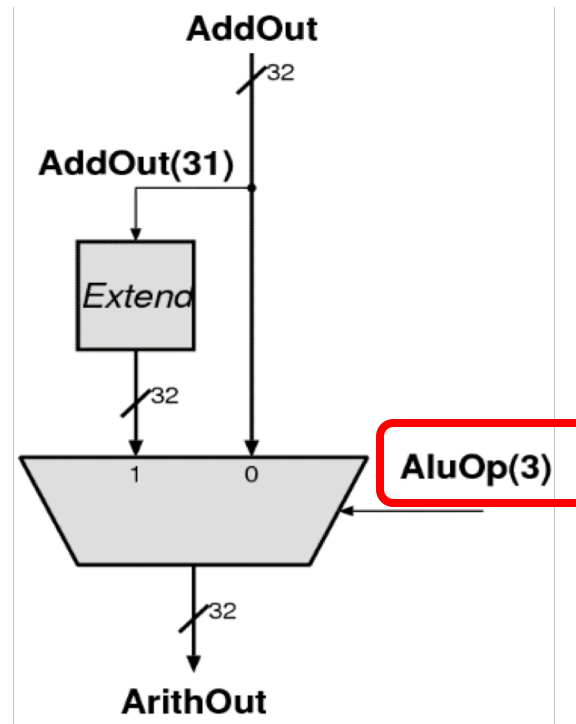 AddOut
32
AddOut(31)
Extend
32
1 0
AluOp(3)
32
ArithOut